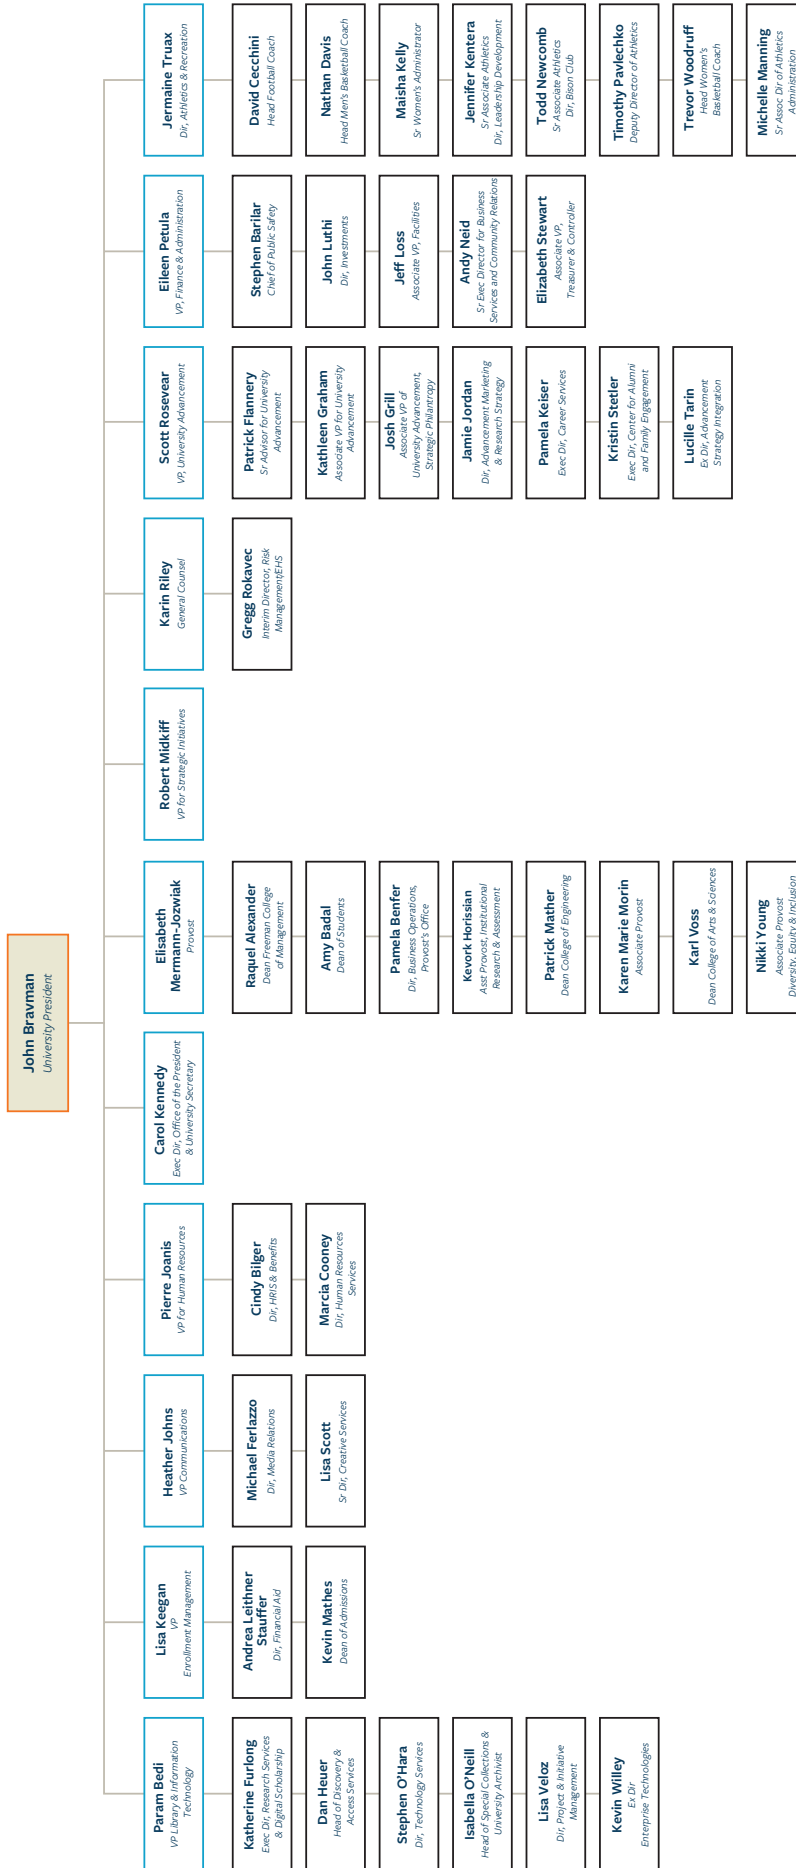 John Bravman
University President
Param Bedi
VP Library & Information
Technology
Katherine Furlong
Exec Dir, Research Services
& Digital Scholarship
Dan Heuer
Head of Discovery &
Access Services
Stephen O'Hara
Dir, Technology Services
Isabella O'Neill
Head of Special Collections &
University Archivist
Lisa Veloz
Dir, Project & Initiative
Management
Kevin Willey
Ex Dir
Enterprise Technologies
Lisa Keegan
VP
Enrollment Management
Andrea Leithner
Stauffer
Dir, Financial Aid
Kevin Mathes
Dean of Admissions
Heather Johns
VP Communications
Michael Ferlazzo
Dir, Media Relations
Lisa Scott
Sr Dir, Creative Services
Pierre Joanis
VP for Human Resources
Cindy Bilger
Dir, HRIS & Benefits
Marcia Cooney
Dir, Human Resources
Services
Carol Kennedy
Exec Dir, Office of the President
& University Secretary
Elisabeth
Mermann-Jozwiak
Provost
Raquel Alexander
Dean Freeman College
of Management
Amy Badal
Dean of Students
Pamela Benfer
Dir, Business Operations,
Provost's Office
Kevork Horissian
Asst Provost, Institutional
Research & Assessment
Patrick Mather
Dean College of Engineering
Karen Marie Morin
Associate Provost
Karl Voss
Dean College of Arts & Sciences
Nikki Young
Associate Provost
Diversity, Equity & Inclusion
Robert Midkiff
VP for Strategic Initiatives
Karin Riley
General Counsel
Gregg Rokavec
Interim Director, Risk
Management/EHS
Scott Rosevear
VP, University Advancement
Patrick Flannery
Sr Advisor for University
Advancement
Kathleen Graham
Associate VP for University
Advancement
Josh Grill
Associate VP of
University Advancement,
Strategic Philantropy
Jamie Jordan
Dir, Advancement Marketing
& Research Strategy
Pamela Keiser
Exec Dir, Career Services
Kristin Stetler
Exec Dir, Center for Alumni
and Family Engagement
Lucille Tarin
Ex Dir, Advancement
Strategy Integration
Eileen Petula
VP, Finance & Administration
Stephen Barilar
Chief of Public Safety
John Luthi
Dir, Investments
Jeff Loss
Associate VP, Facilities
Andy Neid
Sr Exec Director for Business
Services and Community Relations
Elizabeth Stewart
Associate VP,
Treasurer & Controller
Jermaine Truax
Dir, Athletics & Recreation
David Cecchini
Head Football Coach
Nathan Davis
Head Men's Basketball Coach
Maisha Kelly
Sr Women's Administrator
Jennifer Kentera
Sr Associate Athletics
Dir, Leadership Development
Todd Newcomb
Sr Associate Athletics
Dir, Bison Club
Timothy Pavlechko
Deputy Director of Athletics
Trevor Woodruff
Head Women's
Basketball Coach
Michelle Manning
Sr Assoc Dir of Athletics
Administration